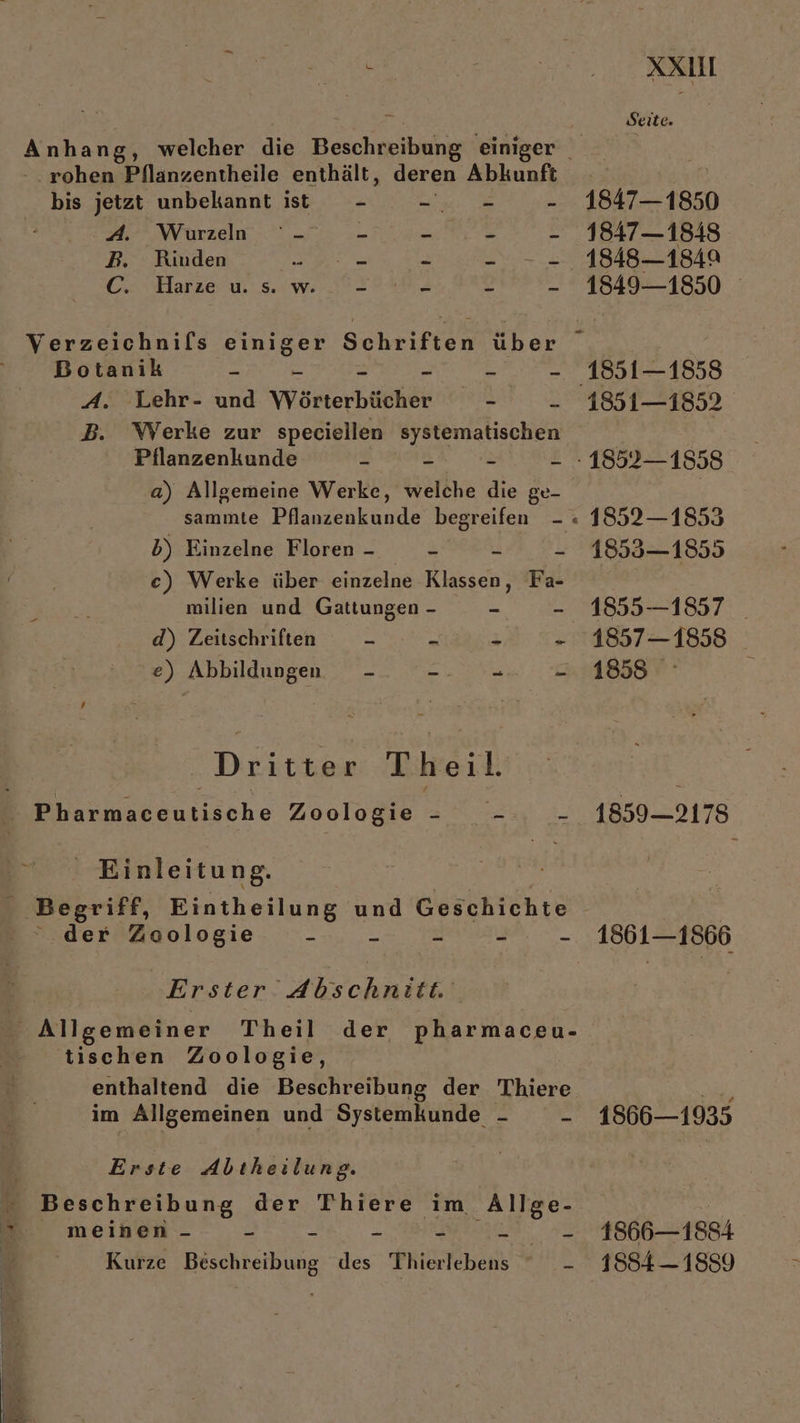 XXIII
Seite.
Anhang, welcher die Beschreibung einiger
rohen Pflanzentheile enthält, deren Abkunft
bis jetzt unbekannt ist - - - - 1847—1850
A. Wurzeln - - - - - 1847—1848
B. Rinden - - - - - 1848—1849
C. Harze u. s. w. - - - - 1849—1850
Verzeichniſs einiger Schriften über
Botanik - - - - - - 1851—1858
A. Lehr- und Wörterbücher - - 1851—1852
B. Werke zur speciellen systematischen
Pflanzenkunde - - - - 1852—1858
a) Allgemeine Werke, welche die ge-
sammte Pflanzenkunde begreifen - - 1852—1853
b) Einzelne Floren - - - - 1853—1855
c) Werke über einzelne Klassen, Fa-
milien und Gattungen - - - 1855—1857
d) Zeitschriften - - - - 1857—1858
e) Abbildungen - - - - 1858
Dritter Theil.
Pharmaceutische Zoologie - - - 1859—2178
Einleitung.
Begriff, Eintheilung und Geschichte
der Zoologie - - - - - 1861—1866
Erster Abschnitt.
Allgemeiner Theil der pharmaceu-
tischen Zoologie,
enthaltend die Beschreibung der Thiere
im Allgemeinen und Systemkunde - - 1866—1935
Erste Abtheilung.
Beschreibung der Thiere im Allge-
meinen - - - - - - - 1866—1884
Kurze Beschreibung des Thierlebens - 1884—1889